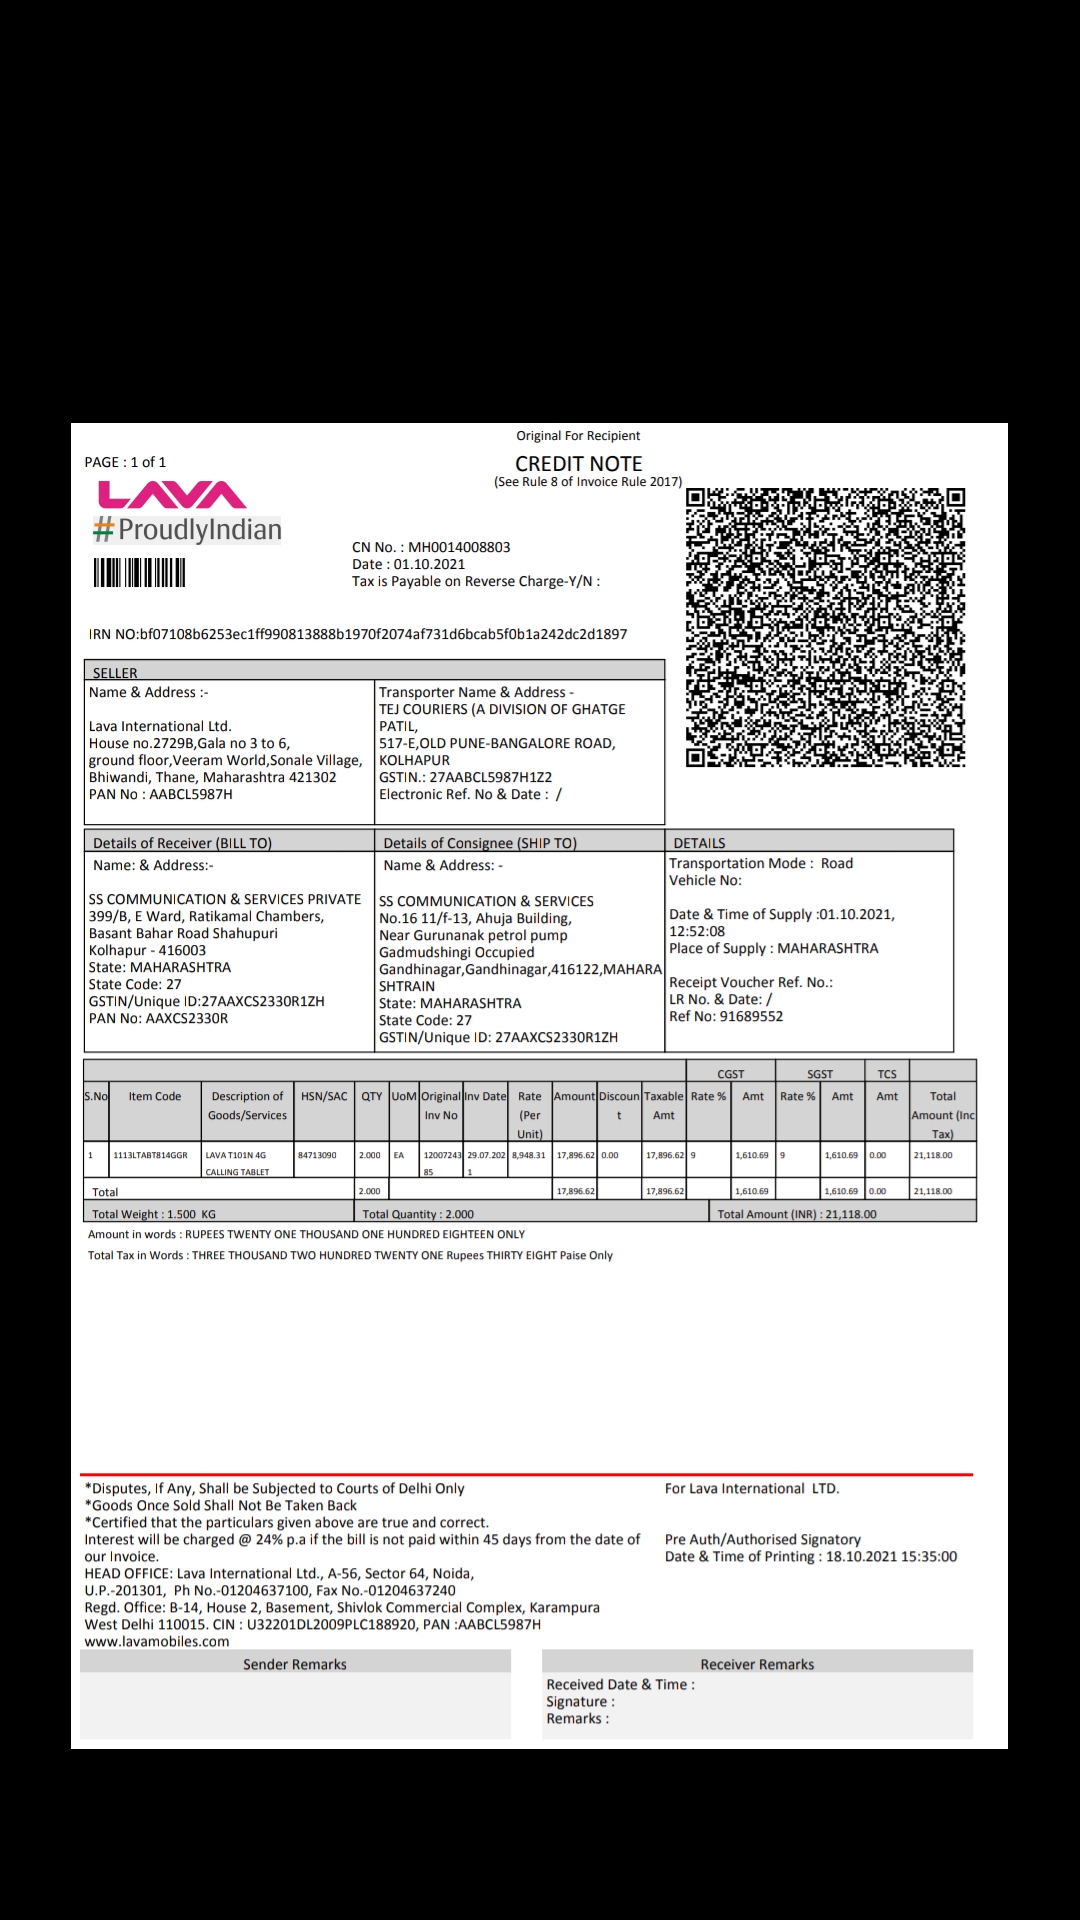 Original For Recipient
PAGE : 1 of 1
CREDIT NOTE
(See Rule 8 of Invoice Rule 2017)
LAVA
#ProudlyIndian
CN No. : MH0014008803
Date : 01.10.2021
Tax is Payable on Reverse Charge-Y/N :
IRN NO:bf07108b6253ec1ff990813888b1970f2074af731d6bcab5f0b1a242dc2d1897
SELLER
Name & Address :-
Lava International Ltd.
House no.2729B,Gala no 3 to 6,
ground floor,Veeram World,Sonale Village,
Bhiwandi, Thane, Maharashtra 421302
PAN No : AABCL5987H
Transporter Name & Address -
TEJ COURIERS (A DIVISION OF GHATGE
PATIL,
517-E,OLD PUNE-BANGALORE ROAD,
KOLHAPUR
GSTIN.: 27AABCL5987H1Z2
Electronic Ref. No & Date : /
Details of Receiver (BILL TO)
Name: & Address:-
SS COMMUNICATION & SERVICES PRIVATE
399/B, E Ward, Ratikamal Chambers,
Basant Bahar Road Shahupuri
Kolhapur - 416003
State: MAHARASHTRA
State Code: 27
GSTIN/Unique ID:27AAXCS2330R1ZH
PAN No: AAXCS2330R
Details of Consignee (SHIP TO)
Name & Address: -
SS COMMUNICATION & SERVICES
No.16 11/f-13, Ahuja Building,
Near Gurunanak petrol pump
Gadmudshingi Occupied
Gandhinagar,Gandhinagar,416122,MAHARA
SHTRAIN
State: MAHARASHTRA
State Code: 27
GSTIN/Unique ID: 27AAXCS2330R1ZH
DETAILS
Transportation Mode : Road
Vehicle No:
Date & Time of Supply :01.10.2021,
12:52:08
Place of Supply : MAHARASHTRA
Receipt Voucher Ref. No.:
LR No. & Date: /
Ref No: 91689552
CGST SGST TCS
S.No Item Code Description of HSN/SAC QTY UoM Original Inv Date Rate Amount Discoun Taxable Rate % Amt Rate % Amt Amt Total
Goods/Services Inv No (Per t Amt Amount (Inc
Unit) Tax)
1 1113LTABT814GGR LAVA T101N 4G 84713090 2.000 EA 12007243 29.07.202 8,948.31 17,896.62 0.00 17,896.62 9 1,610.69 9 1,610.69 0.00 21,118.00
CALLING TABLET 85 1
Total 2.000 17,896.62 17,896.62 1,610.69 1,610.69 0.00 21,118.00
Total Weight : 1.500 KG Total Quantity : 2.000 Total Amount (INR) : 21,118.00
Amount in words : RUPEES TWENTY ONE THOUSAND ONE HUNDRED EIGHTEEN ONLY
Total Tax in Words : THREE THOUSAND TWO HUNDRED TWENTY ONE Rupees THIRTY EIGHT Paise Only
*Disputes, If Any, Shall be Subjected to Courts of Delhi Only
*Goods Once Sold Shall Not Be Taken Back
*Certified that the particulars given above are true and correct.
Interest will be charged @ 24% p.a if the bill is not paid within 45 days from the date of
our Invoice.
HEAD OFFICE: Lava International Ltd., A-56, Sector 64, Noida,
U.P.-201301, Ph No.-01204637100, Fax No.-01204637240
Regd. Office: B-14, House 2, Basement, Shivlok Commercial Complex, Karampura
West Delhi 110015. CIN : U32201DL2009PLC188920, PAN :AABCL5987H
www.lavamobiles.com
For Lava International LTD.
Pre Auth/Authorised Signatory
Date & Time of Printing : 18.10.2021 15:35:00
Sender Remarks
Receiver Remarks
Received Date & Time :
Signature :
Remarks :